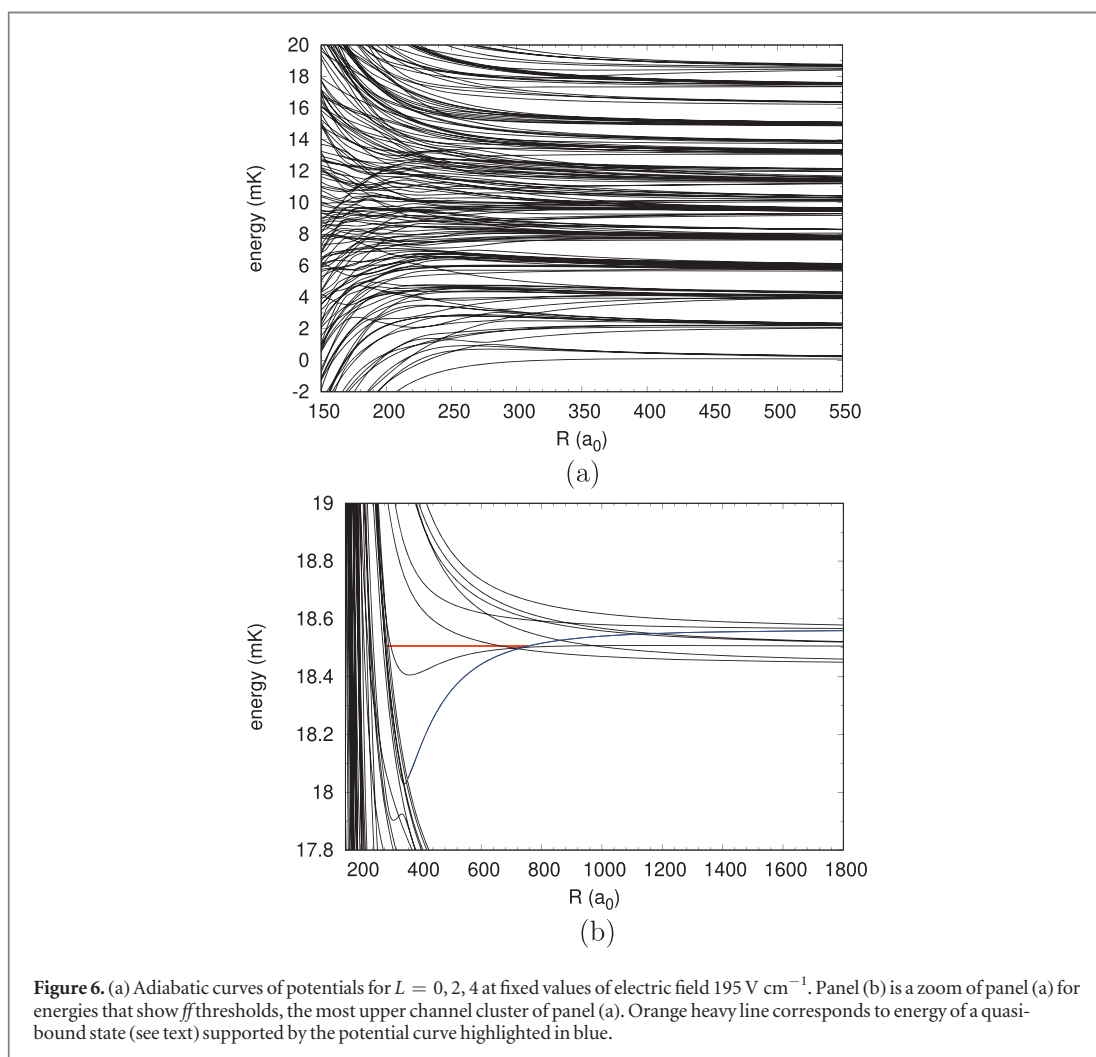 20
18
16
14
12
10
8
6
4
2
0
-2
energy (mK)
150 200 250 300 350 400 450 500 550
R (a₀)
(a)
19
18.8
18.6
18.4
18.2
18
17.8
energy (mK)
200 400 600 800 1000 1200 1400 1600 1800
R (a₀)
(b)
Figure 6. (a) Adiabatic curves of potentials for L = 0, 2, 4 at fixed values of electric field 195 V cm⁻¹. Panel (b) is a zoom of panel (a) for
energies that show ff thresholds, the most upper channel cluster of panel (a). Orange heavy line corresponds to energy of a quasi-
bound state (see text) supported by the potential curve highlighted in blue.